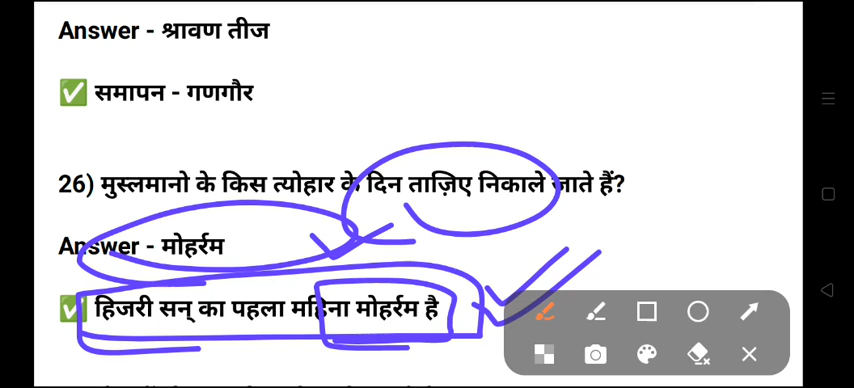 Answer - श्रावण तीज
✅ समापन - गणगौर
26) मुस्लमानो के किस त्योहार के दिन ताज़िए निकाले जाते हैं?
Answer - मोहर्रम
✅ हिजरी सन् का पहला महिना मोहर्रम है